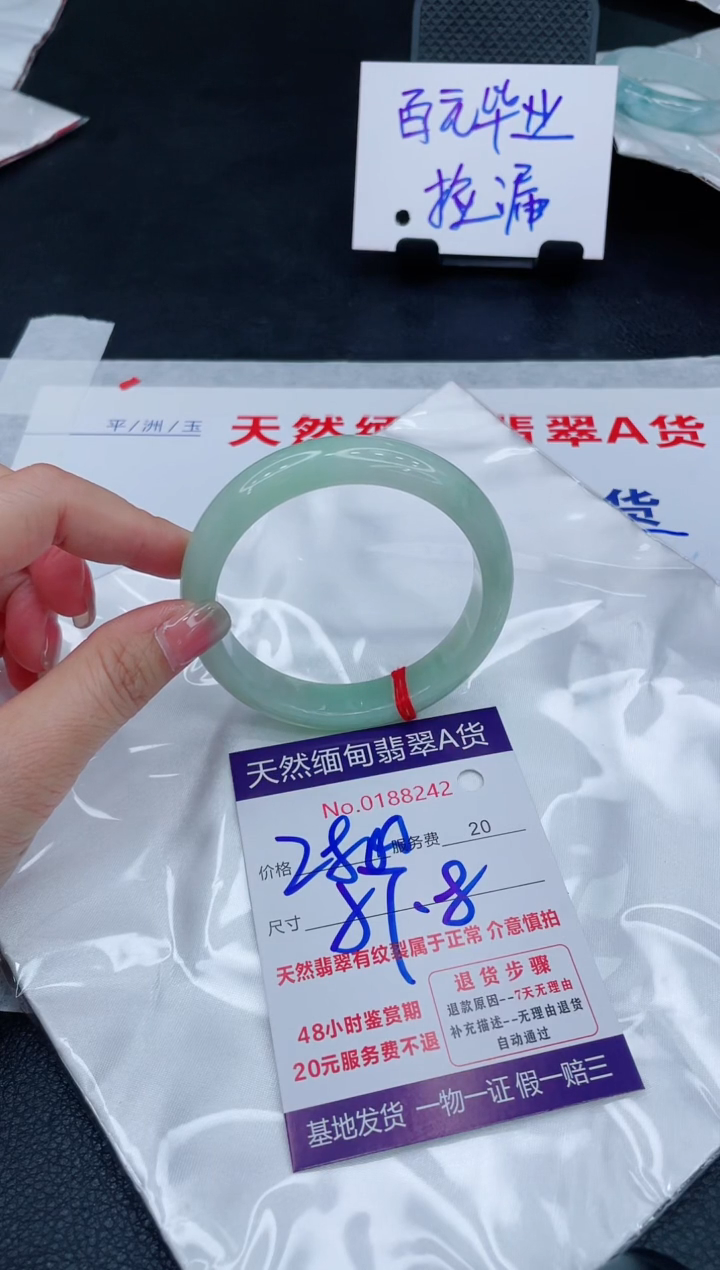 百元毕业
捡漏
平/洲/玉
天然缅 翡翠A货
货
天然缅甸翡翠A货
No.0188242
价格 服务费 20
尺寸
天然翡翠有纹裂属于正常 介意慎拍
48小时鉴赏期
20元服务费不退
退货步骤
退款原因--7天无理由
补充描述--无理由退货
自动通过
基地发货 一物一证 假一赔三